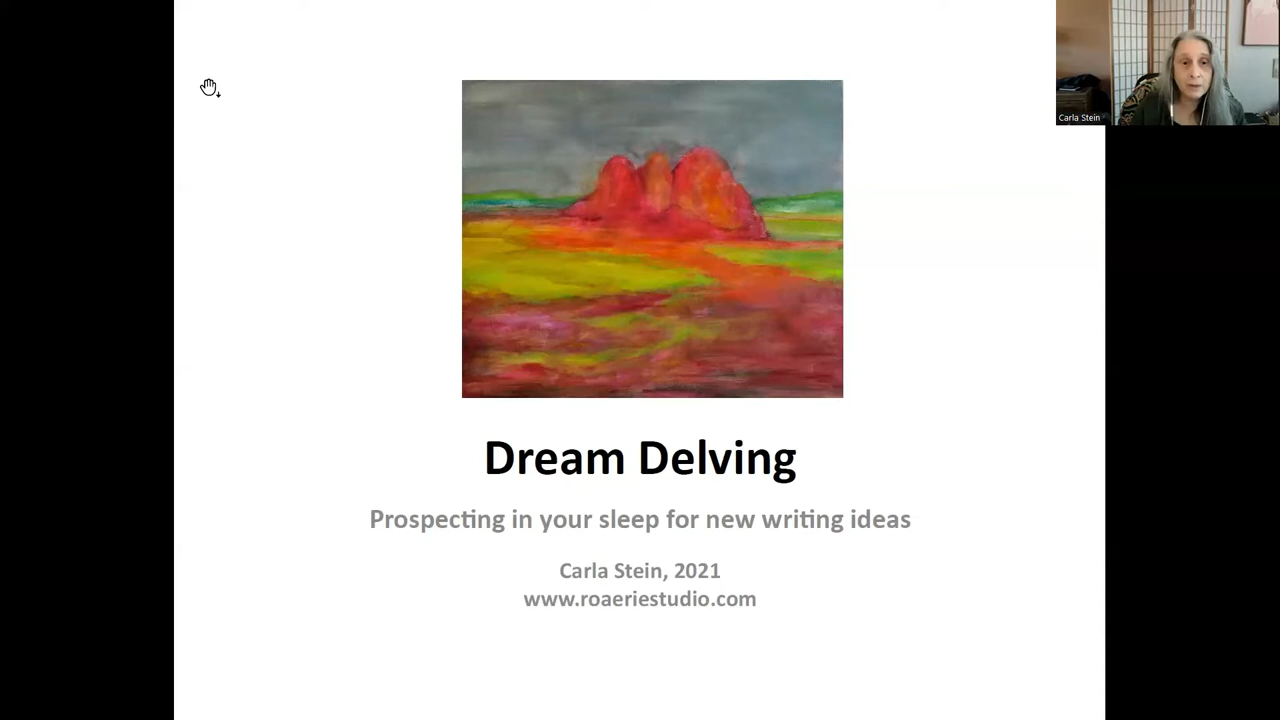 Carla Stein
Dream Delving
Prospecting in your sleep for new writing ideas
Carla Stein, 2021
www.roaeriestudio.com